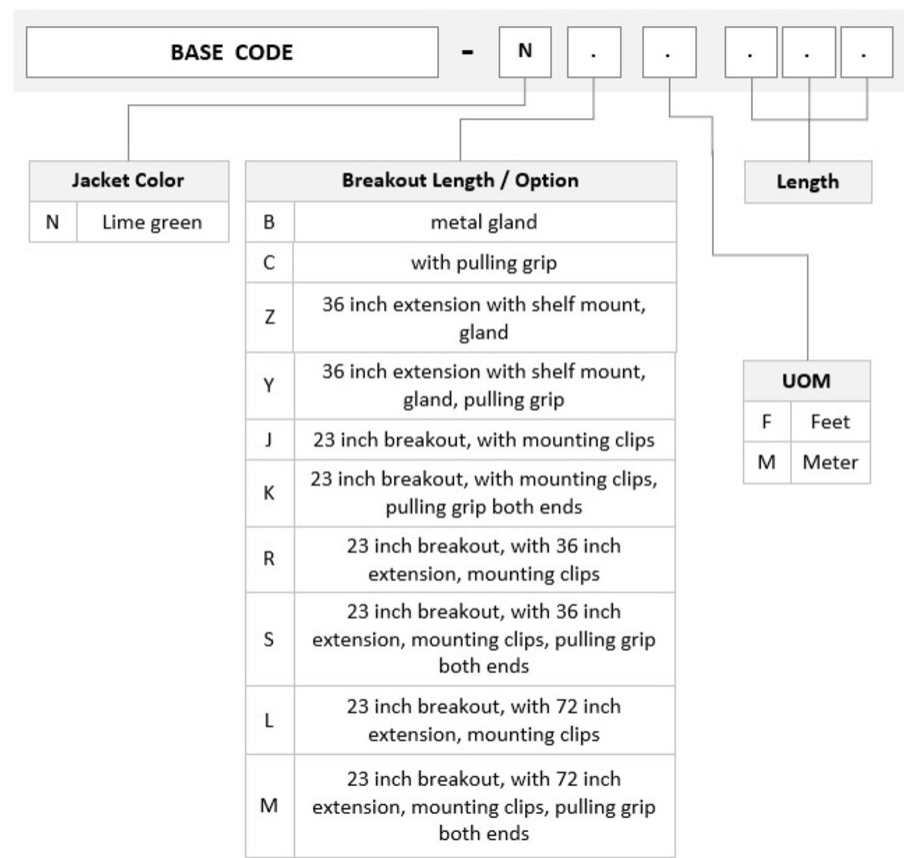 BASE CODE - N . . . . .
Jacket Color
N Lime green
Breakout Length / Option
B metal gland
C with pulling grip
Z 36 inch extension with shelf mount,
gland
Y 36 inch extension with shelf mount,
gland, pulling grip
J 23 inch breakout, with mounting clips
K 23 inch breakout, with mounting clips,
pulling grip both ends
R 23 inch breakout, with 36 inch
extension, mounting clips
S 23 inch breakout, with 36 inch
extension, mounting clips, pulling grip
both ends
L 23 inch breakout, with 72 inch
extension, mounting clips
M 23 inch breakout, with 72 inch
extension, mounting clips, pulling grip
both ends
Length
UOM
F Feet
M Meter